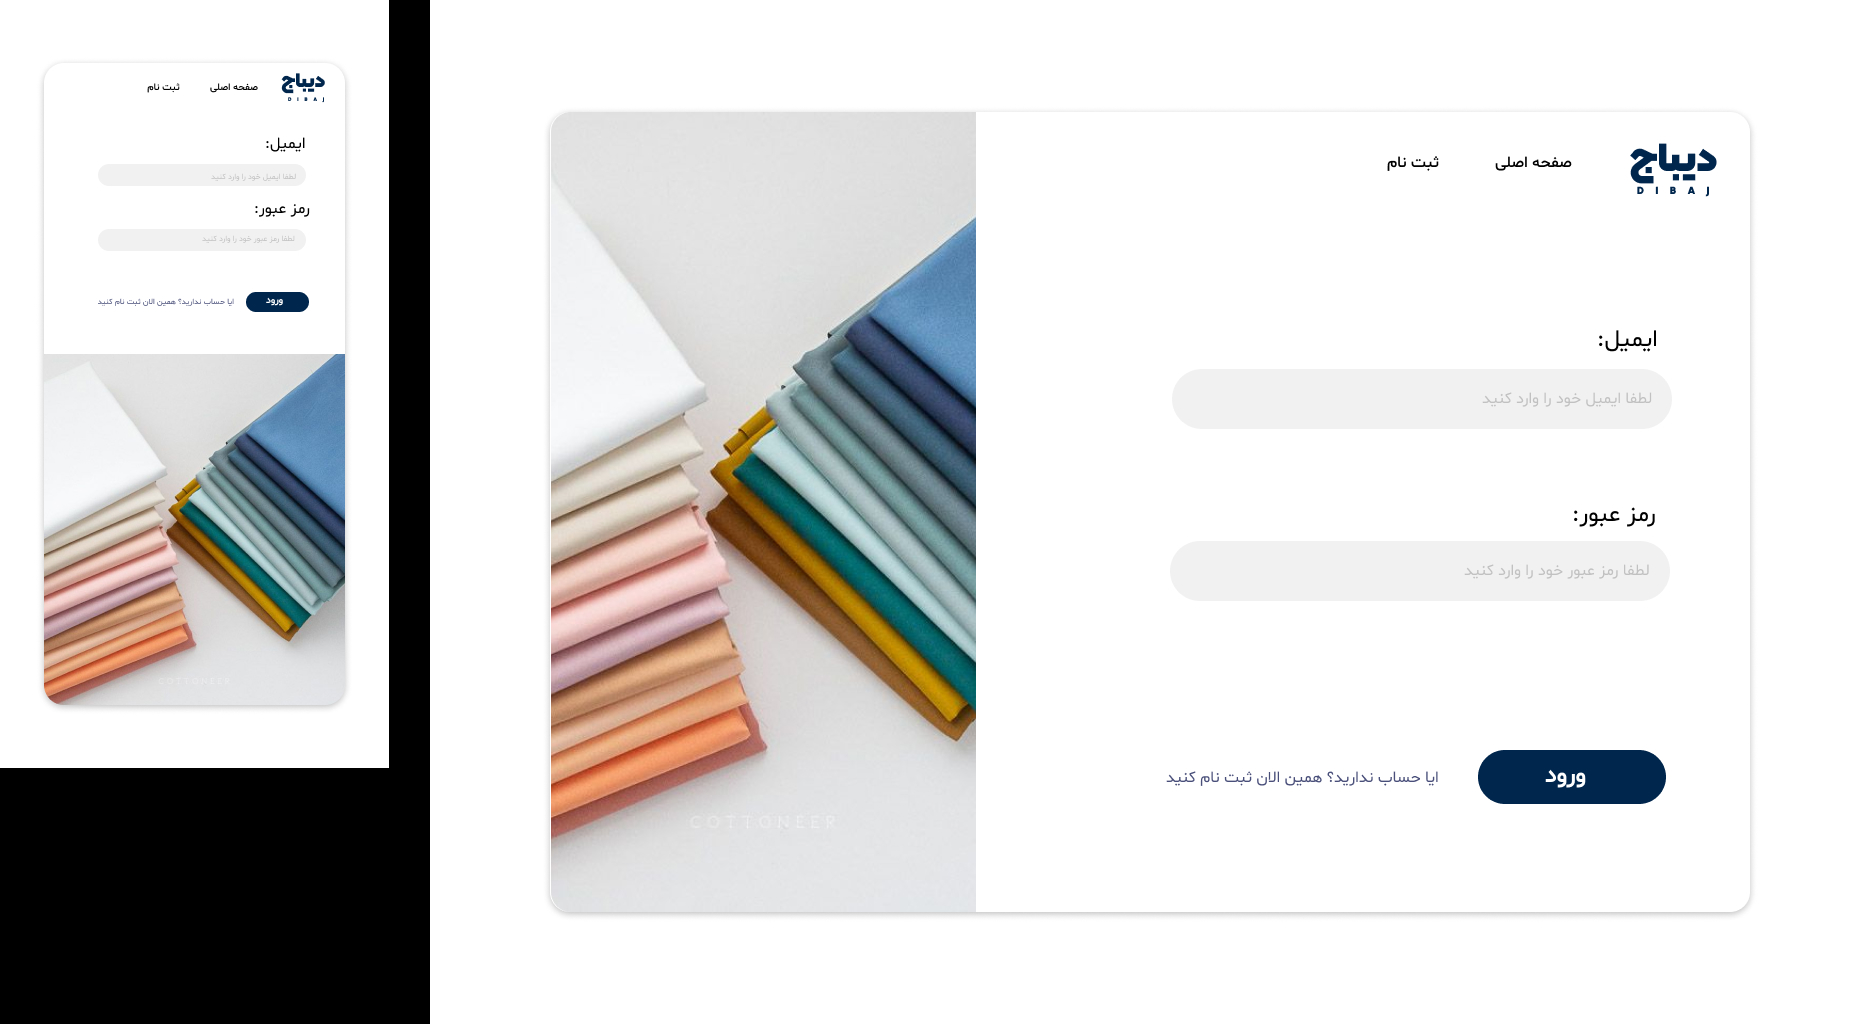 دیباج
DIBAJ
صفحه اصلی
ثبت نام
ایمیل:
لطفا ایمیل خود را وارد کنید
رمز عبور:
لطفا رمز عبور خود را وارد کنید
ورود
ایا حساب ندارید؟ همین الان ثبت نام کنید
COTTONEER
دیباج
DIBAJ
صفحه اصلی
ثبت نام
ایمیل:
لطفا ایمیل خود را وارد کنید
رمز عبور:
لطفا رمز عبور خود را وارد کنید
ورود
ایا حساب ندارید؟ همین الان ثبت نام کنید
COTTONEER